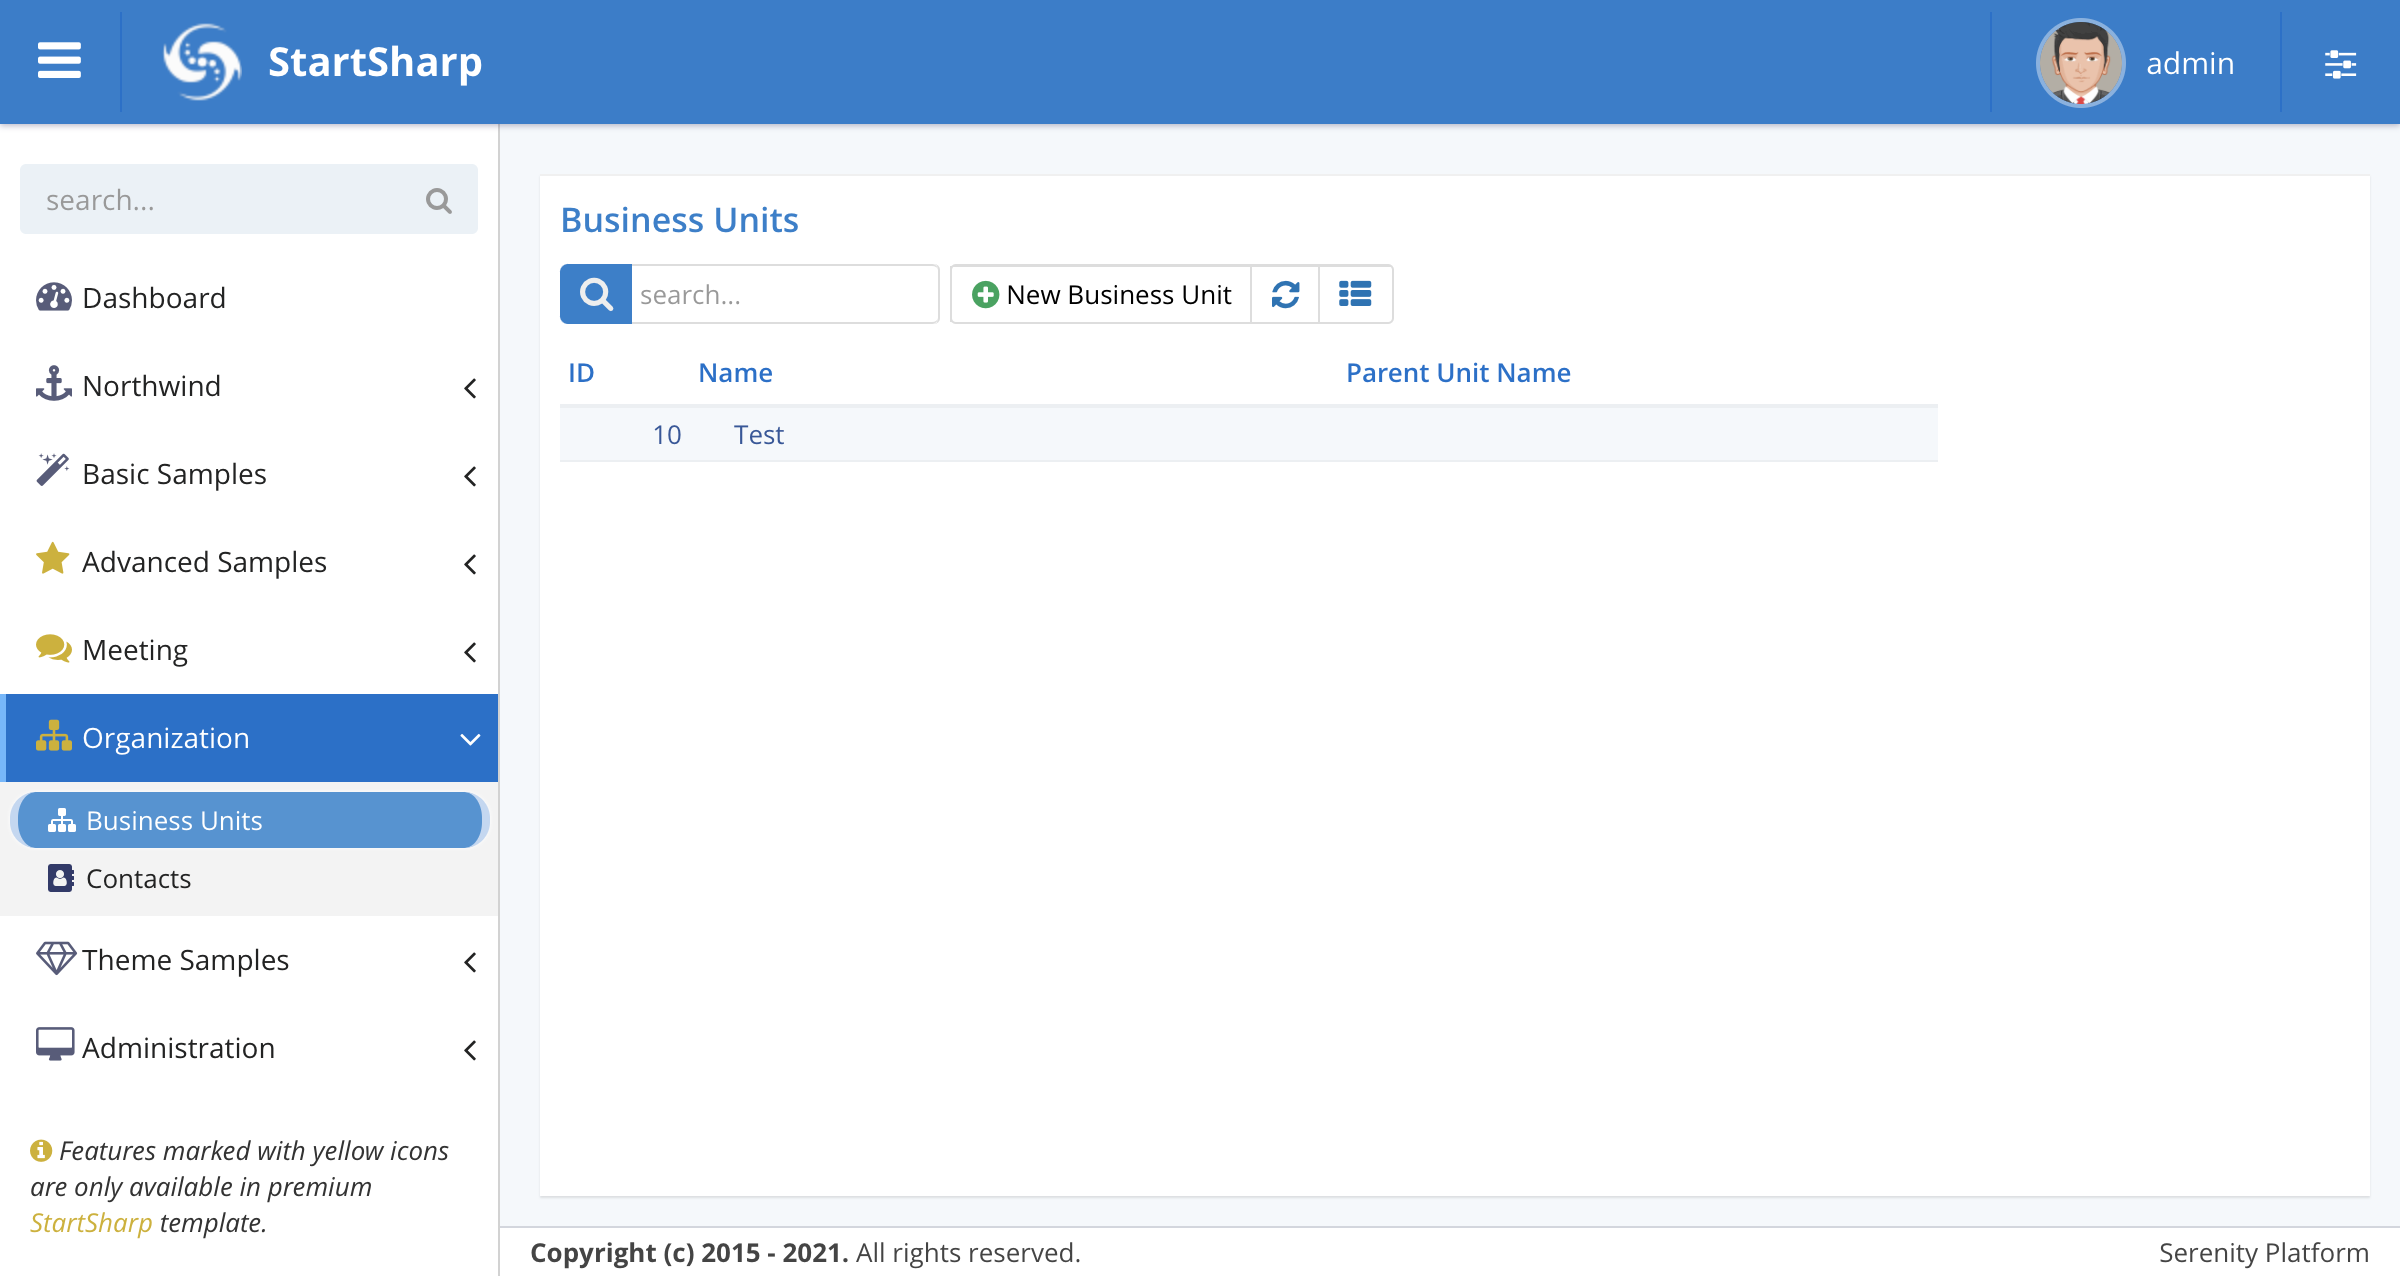 StartSharp
admin
search...
Dashboard
Northwind
Basic Samples
Advanced Samples
Meeting
Organization
Business Units
Contacts
Theme Samples
Administration
Features marked with yellow icons
are only available in premium
StartSharp template.
Business Units
search...
New Business Unit
ID Name Parent Unit Name
10 Test
Copyright (c) 2015 - 2021. All rights reserved.
Serenity Platform